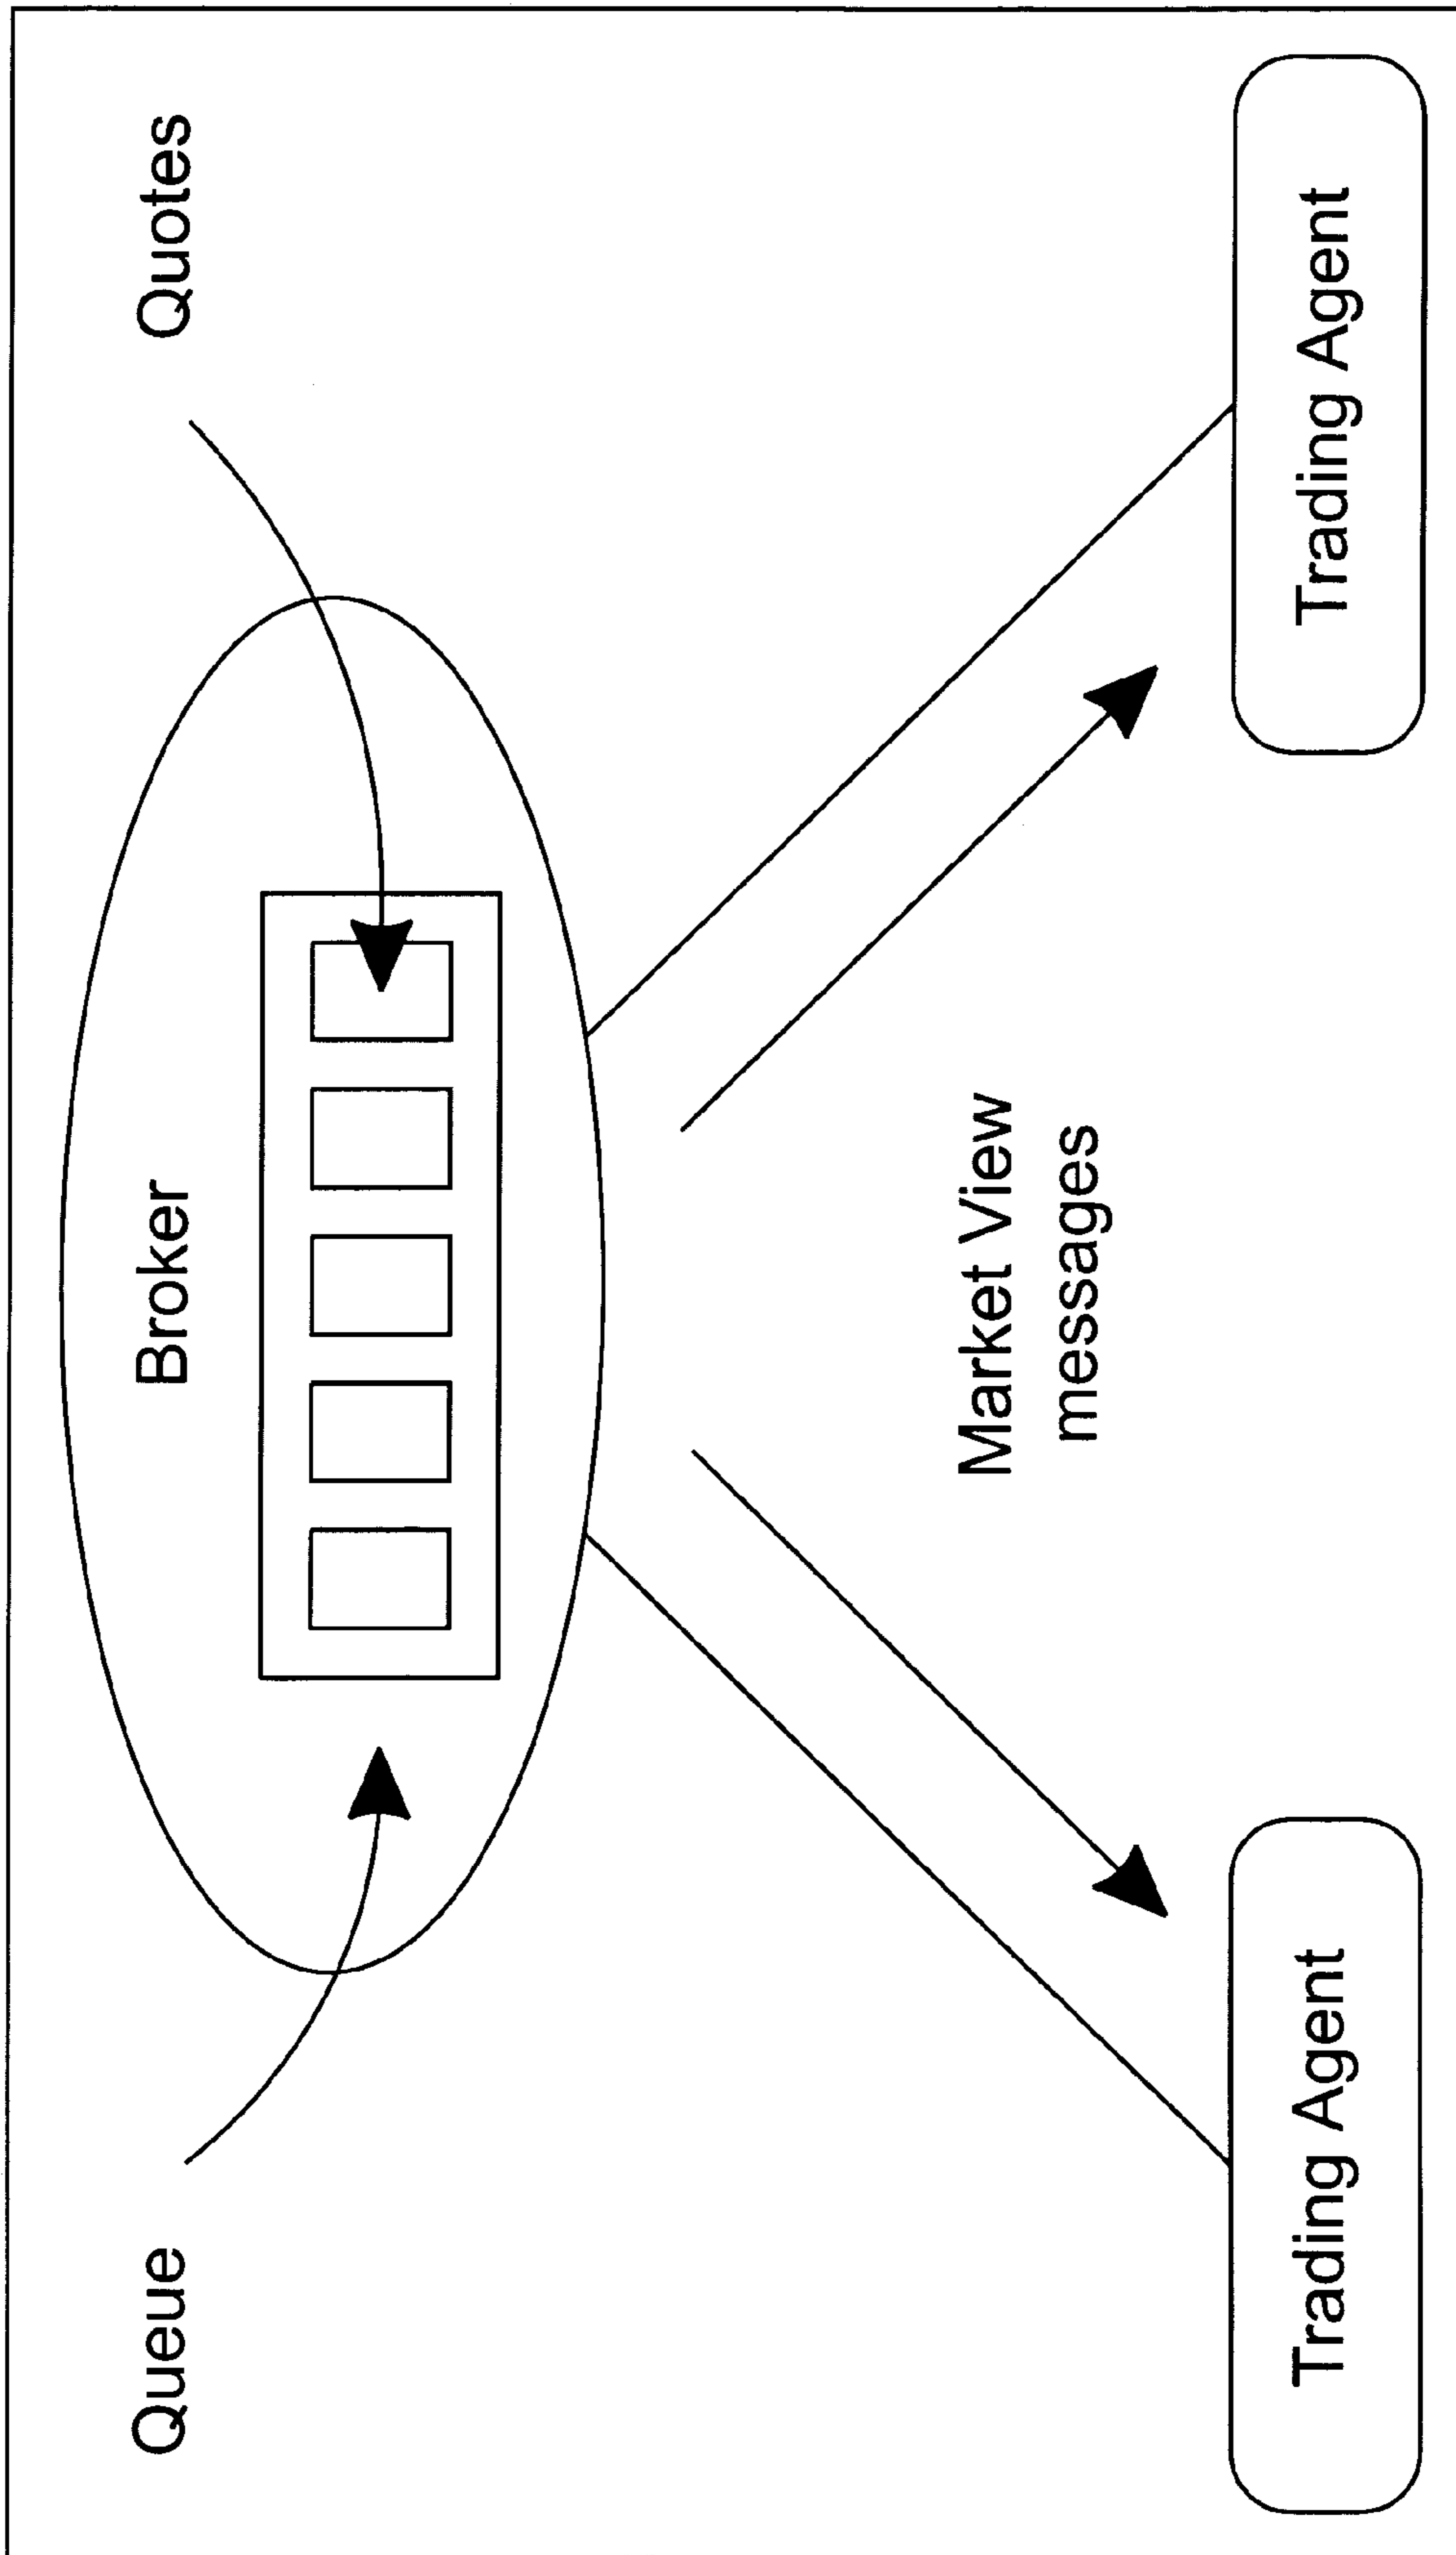 Queue
Broker
Quotes
Market View
messages
Trading Agent
Trading Agent